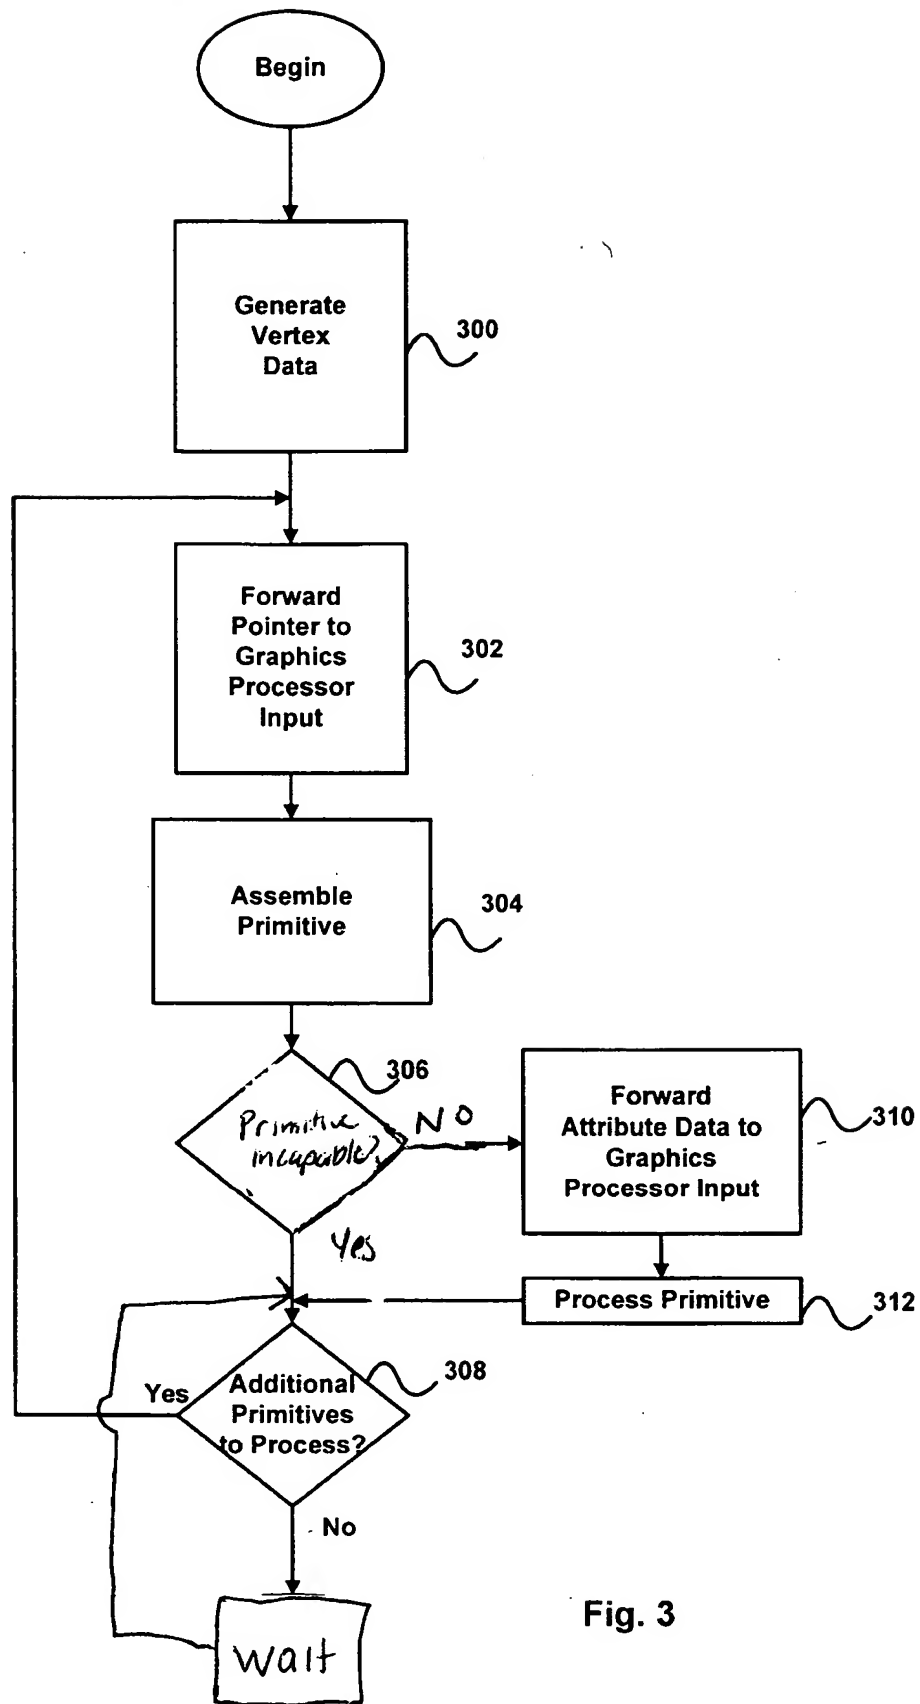 Begin
Generate
Vertex
Data
300
Forward
Pointer to
Graphics
Processor
Input
302
Assemble
Primitive
304
306
Primitive
incapable?
NO
Yes
Forward
Attribute Data to
Graphics
Processor Input
310
Process Primitive
312
308
Yes
Additional
Primitives
to Process?
No
Wait
Fig. 3